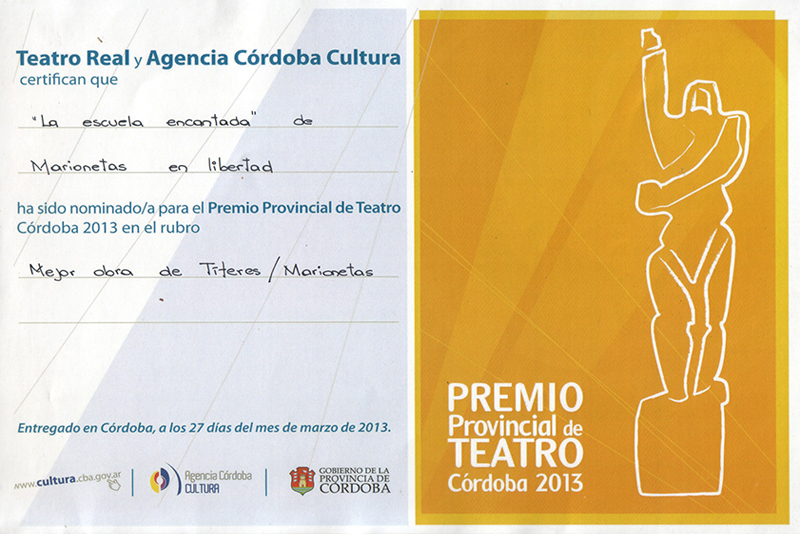 Teatro Real y Agencia Córdoba Cultura
certifican que
"La escuela encantada" de
Marionetas en libertad
ha sido nominado/a para el Premio Provincial de Teatro
Córdoba 2013 en el rubro
Mejor obra de Títeres / Marionetas
Entregado en Córdoba, a los 27 días del mes de marzo de 2013.
www.cultura.cba.gov.ar
Agencia Córdoba
CULTURA
GOBIERNO DE LA
PROVINCIA DE
CÓRDOBA
PREMIO
Provincial de
TEATRO
Córdoba 2013